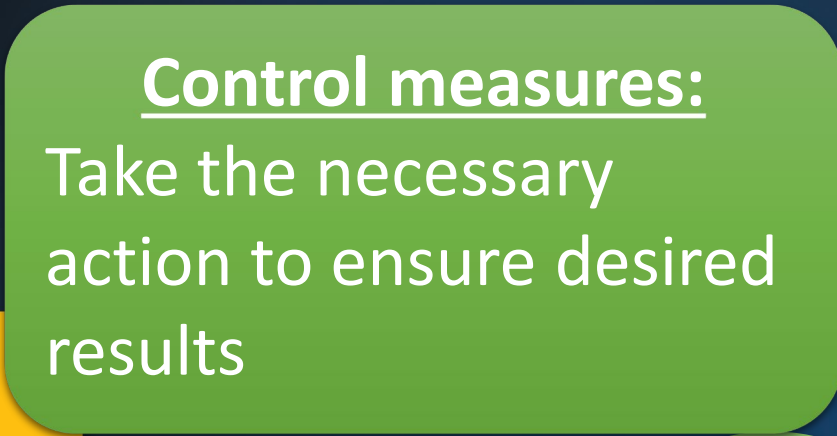 Control measures:
Take the necessary
action to ensure desired
results